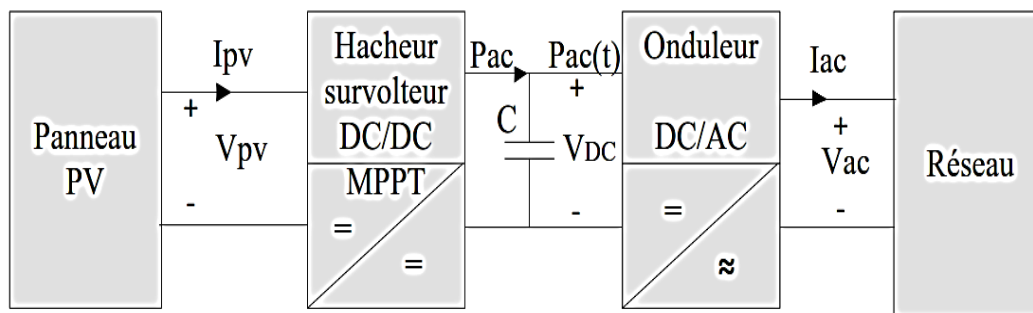 Panneau
PV
Ipv
+
Vpv
-
Hacheur
survolteur
DC/DC
MPPT
=
=
Pac
C
Pac(t)
+
VDC
-
Onduleur
DC/AC
=
≈
Iac
+
Vac
-
Réseau